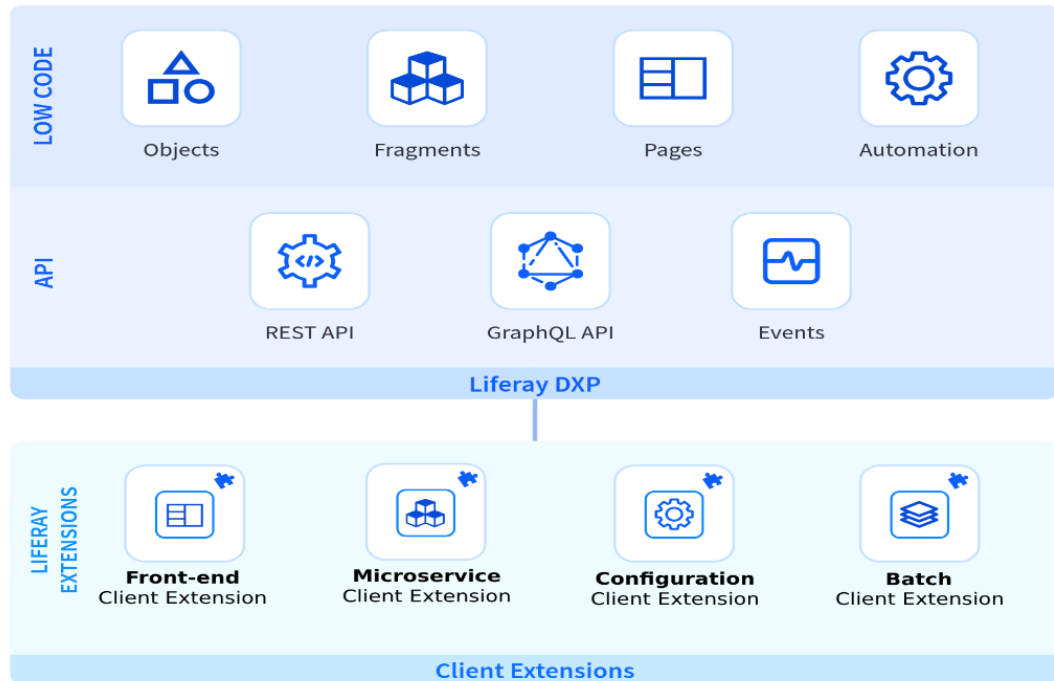 LOW CODE
Objects
Fragments
Pages
Automation
API
REST API
GraphQL API
Events
Liferay DXP
LIFERAY
EXTENSIONS
Front-end
Client Extension
Microservice
Client Extension
Configuration
Client Extension
Batch
Client Extension
Client Extensions